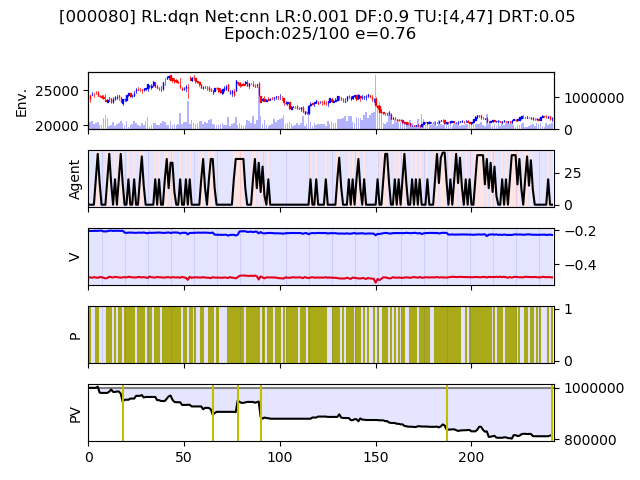 [000080] RL:dqn Net:cnn LR:0.001 DF:0.9 TU:[4,47] DRT:0.05
Epoch:025/100 e=0.76
Env.
25000
20000
1000000
0
Agent
25
0
V
−0.2
−0.4
P
1
0
PV
1000000
800000
0
50
100
150
200